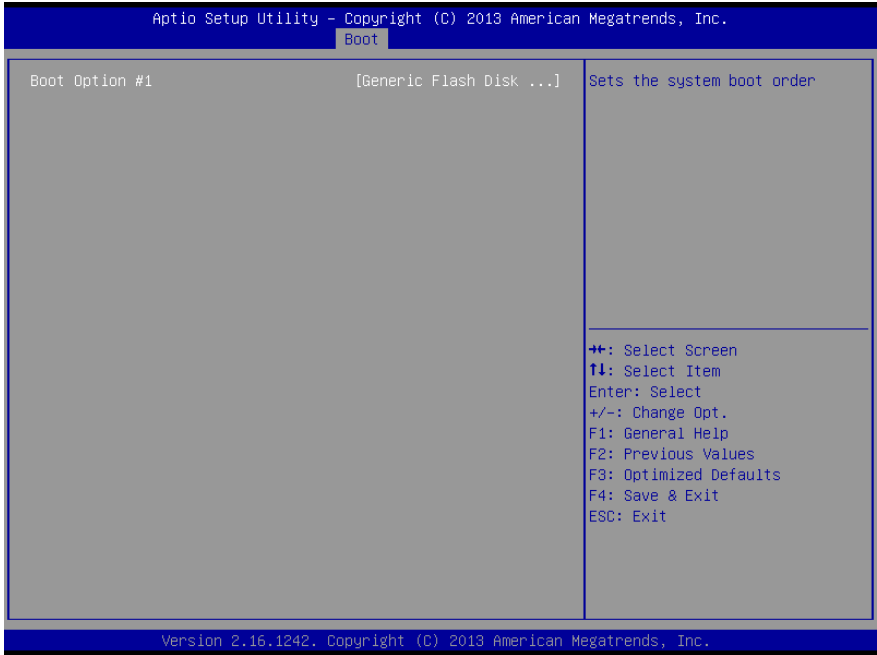 Aptio Setup Utility – Copyright (C) 2013 American Megatrends, Inc.
Boot
Boot Option #1 [Generic Flash Disk ...]
Sets the system boot order
→←: Select Screen
↑↓: Select Item
Enter: Select
+/-: Change Opt.
F1: General Help
F2: Previous Values
F3: Optimized Defaults
F4: Save & Exit
ESC: Exit
Version 2.16.1242. Copyright (C) 2013 American Megatrends, Inc.